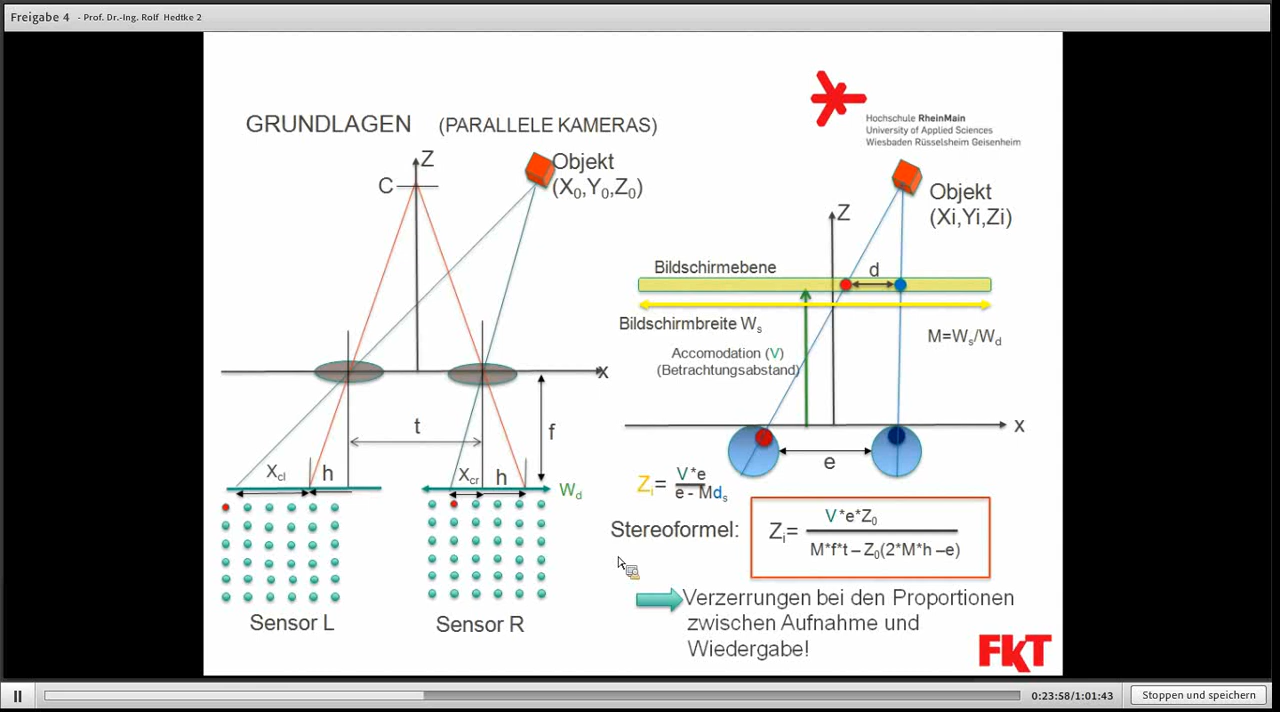 Freigabe 4 - Prof. Dr.-Ing. Rolf Hedtke 2
GRUNDLAGEN (PARALLELE KAMERAS)
Hochschule RheinMain
University of Applied Sciences
Wiesbaden Rüsselsheim Geisenheim
Z
C
Objekt
(X₀,Y₀,Z₀)
x
t
f
Xcl
h
Xcr
h
Wd
Sensor L
Sensor R
Objekt
(Xi,Yi,Zi)
Z
Bildschirmebene
d
Bildschirmbreite Ws
M=Ws/Wd
Accomodation (V)
(Betrachtungsabstand)
x
e
Zi= V*e
e - Mds
Stereoformel:
Zi= V*e*Z₀
M*f*t – Z₀(2*M*h –e)
Verzerrungen bei den Proportionen
zwischen Aufnahme und
Wiedergabe!
FKT
0:23:58/1:01:43
Stoppen und speichern